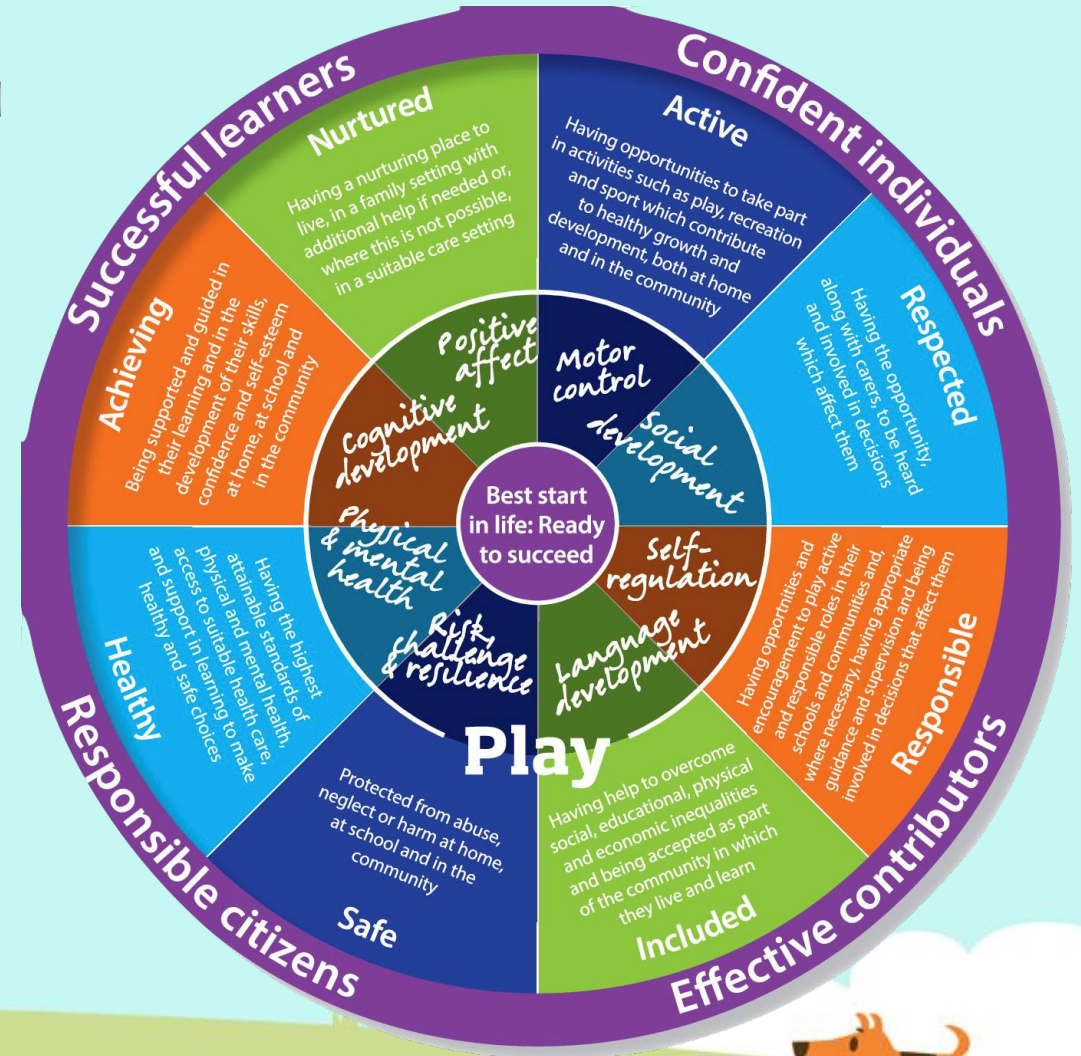 Successful learners
Confident individuals
Effective contributors
Responsible citizens
Nurtured
Having a nurturing place to
live, in a family setting with
additional help if needed or,
where this is not possible,
in a suitable care setting
Active
Having opportunities to take part
in activities such as play, recreation
and sport which contribute
to healthy growth and
development, both at home
and in the community
Respected
Having the opportunity,
along with carers, to be heard
and involved in decisions
which affect them
Responsible
Having opportnities and
encouragement to play active
and responsible roles in their
schools and communities and,
where necessary, having appropriate
guidance and supervision and being
involved in decisions that affect them
Having help to overcome
social, educational, physical
and economic inequalities
and being accepted as part
of the community in which
they live and learn
Included
Protected from abuse,
neglect or harm at home,
at school and in the
community
Safe
Having the highest
attainable standards of
physical and mental health,
access to suitable health care,
and support in learning to make
healthy and safe choices
Healthy
Achieving
Being supported and guided in
their learning and in the
development of their skills,
confidence and self-esteem
at home, at school and
in the community
Positive
affect
Motor
control
Social
development
Self-
regulation
Language
development
Risk,
challenge
& resilience
Physical
& mental
health
Cognitive
development
Best start
in life: Ready
to succeed
Play